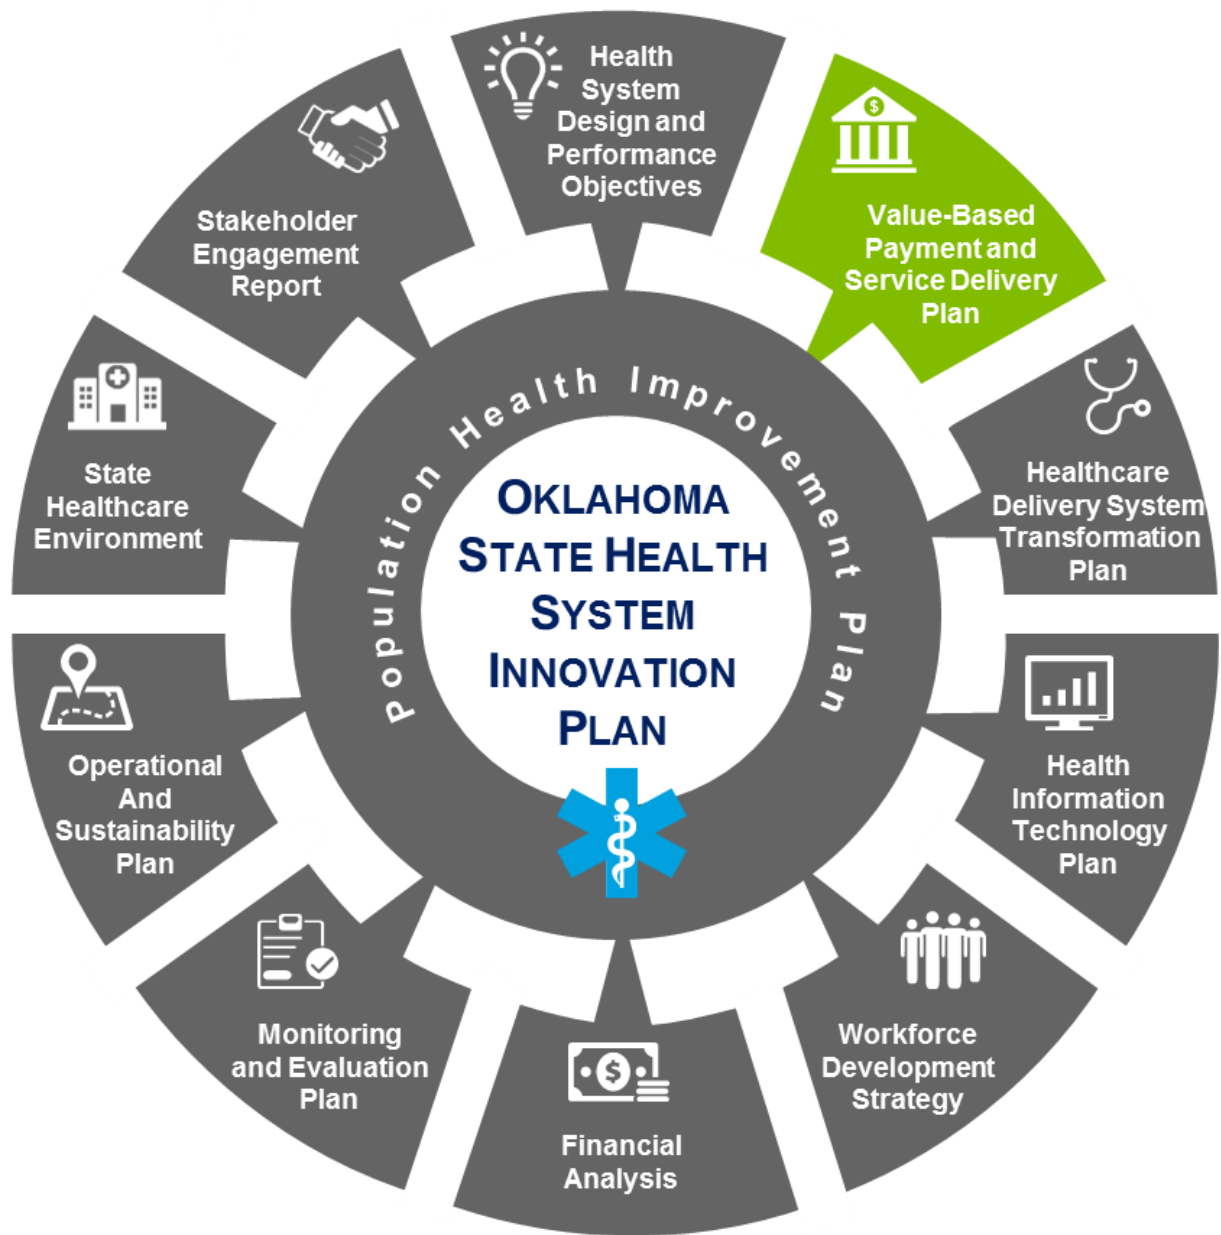 Health
System
Design and
Performance
Objectives
$
Value-Based
Payment and
Service Delivery
Plan
Healthcare
Delivery System
Transformation
Plan
Health
Information
Technology
Plan
Workforce
Development
Strategy
$
Financial
Analysis
Monitoring
and Evaluation
Plan
Operational
And
Sustainability
Plan
State
Healthcare
Environment
Stakeholder
Engagement
Report
Population Health Improvement Plan
OKLAHOMA
STATE HEALTH
SYSTEM
INNOVATION
PLAN